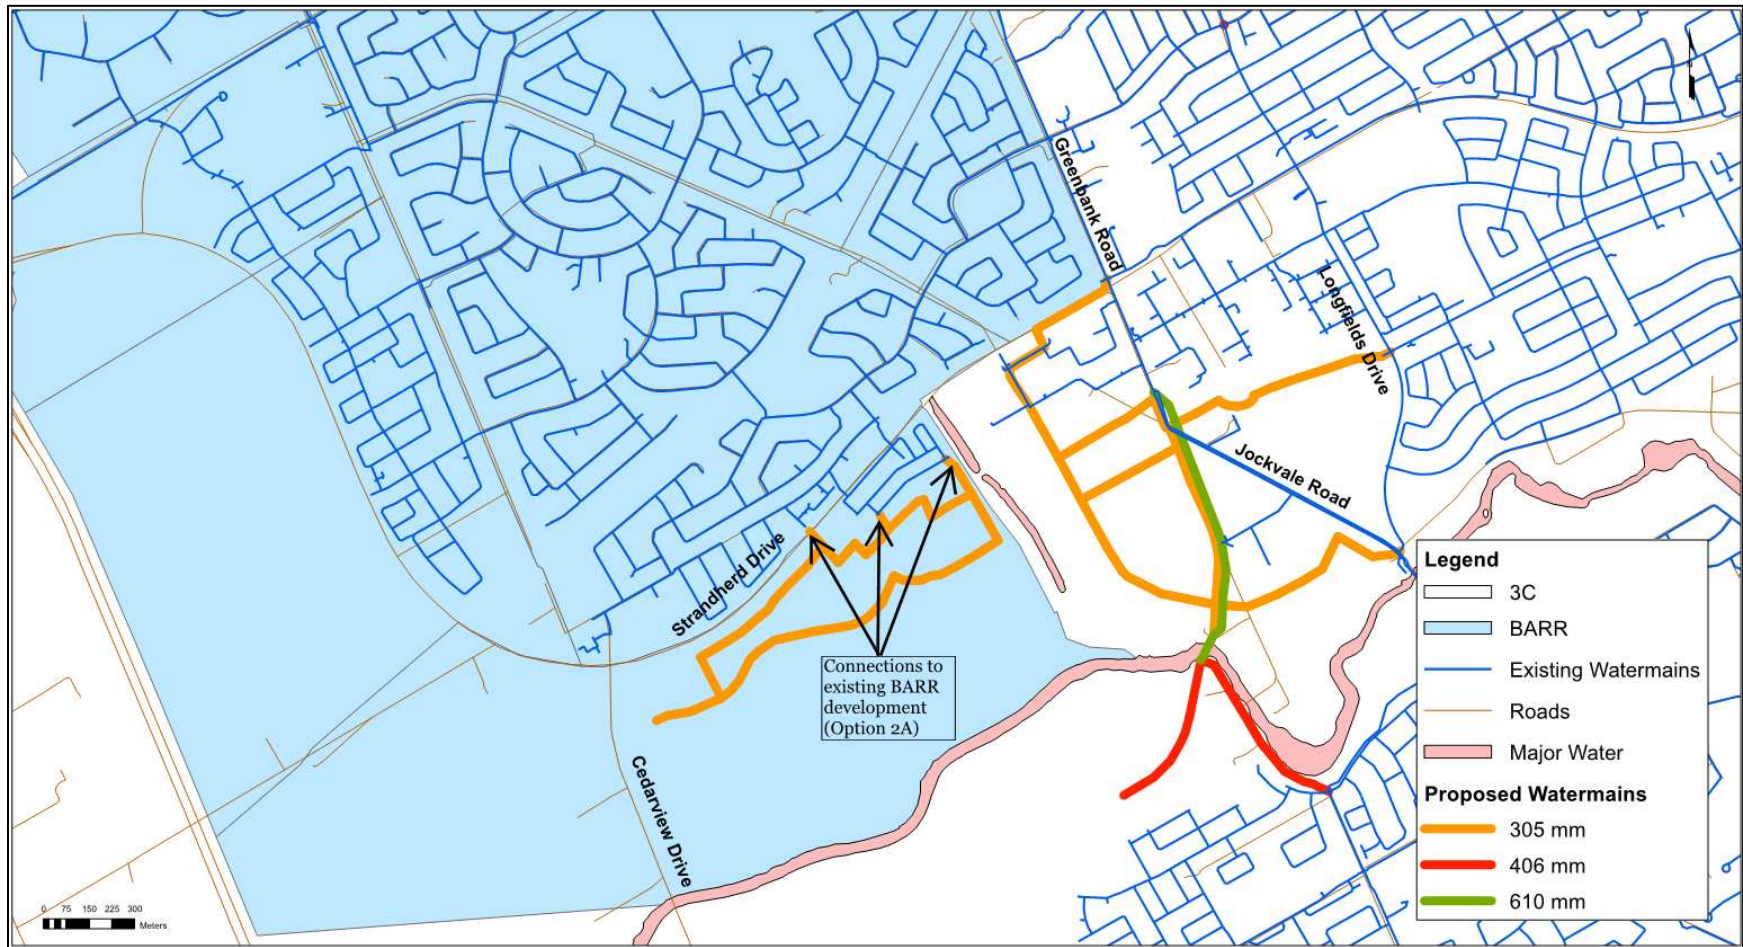 Greenbank Road
Longfields Drive
Jockvale Road
Strandherd Drive
Connections to
existing BARR
development
(Option 2A)
Cedarview Drive
Legend
3C
BARR
Existing Watermains
Roads
Major Water
Proposed Watermains
305 mm
406 mm
610 mm
0 75 150 225 300
Meters